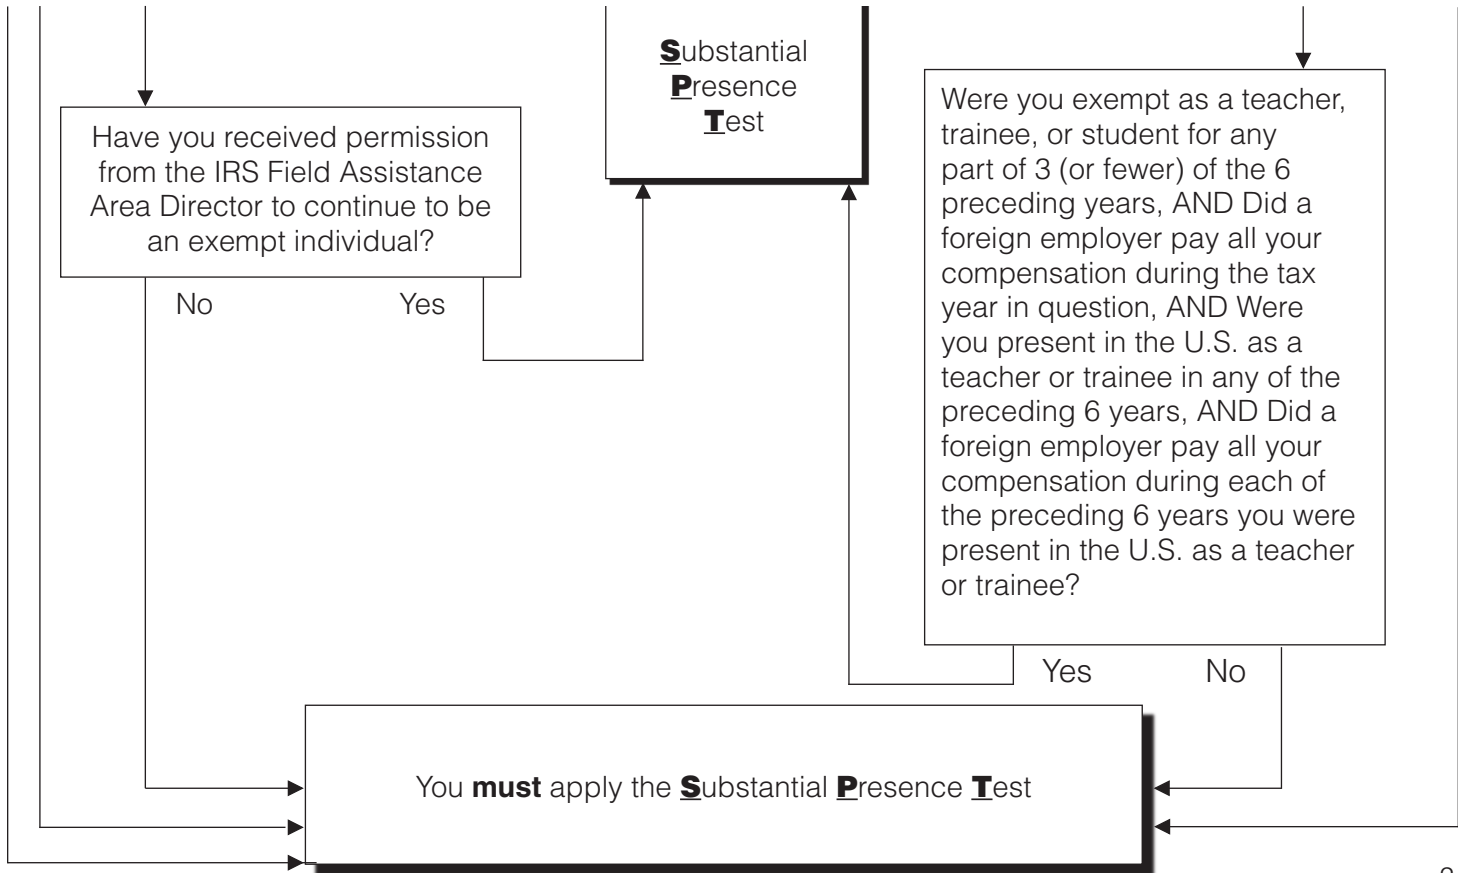 Substantial
Presence
Test
Have you received permission
from the IRS Field Assistance
Area Director to continue to be
an exempt individual?
No Yes
Were you exempt as a teacher,
trainee, or student for any
part of 3 (or fewer) of the 6
preceding years, AND Did a
foreign employer pay all your
compensation during the tax
year in question, AND Were
you present in the U.S. as a
teacher or trainee in any of the
preceding 6 years, AND Did a
foreign employer pay all your
compensation during each of
the preceding 6 years you were
present in the U.S. as a teacher
or trainee?
Yes No
You must apply the Substantial Presence Test